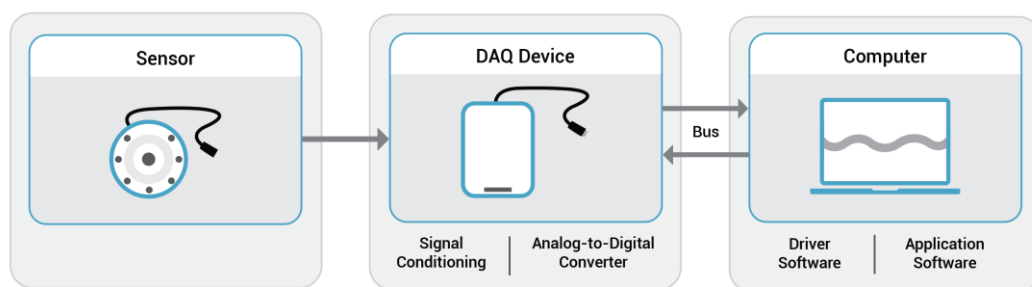 Sensor
DAQ Device
Computer
Bus
Signal
Conditioning
Analog-to-Digital
Converter
Driver
Software
Application
Software